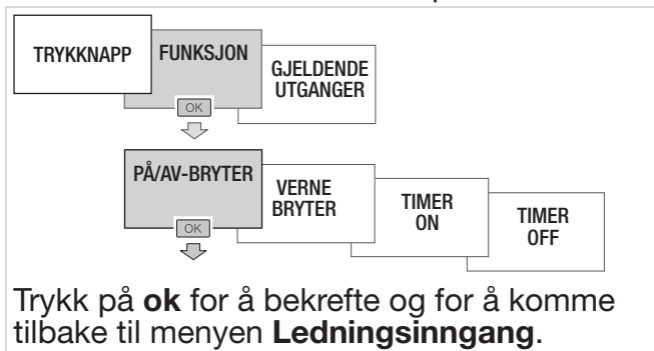 TRYKKNAPP
FUNKSJON
GJELDENDE
UTGANGER
OK
PÅ/AV-BRYTER
VERNE
BRYTER
TIMER
ON
TIMER
OFF
OK
Trykk på ok for å bekrefte og for å komme
tilbake til menyen Ledningsinngang.